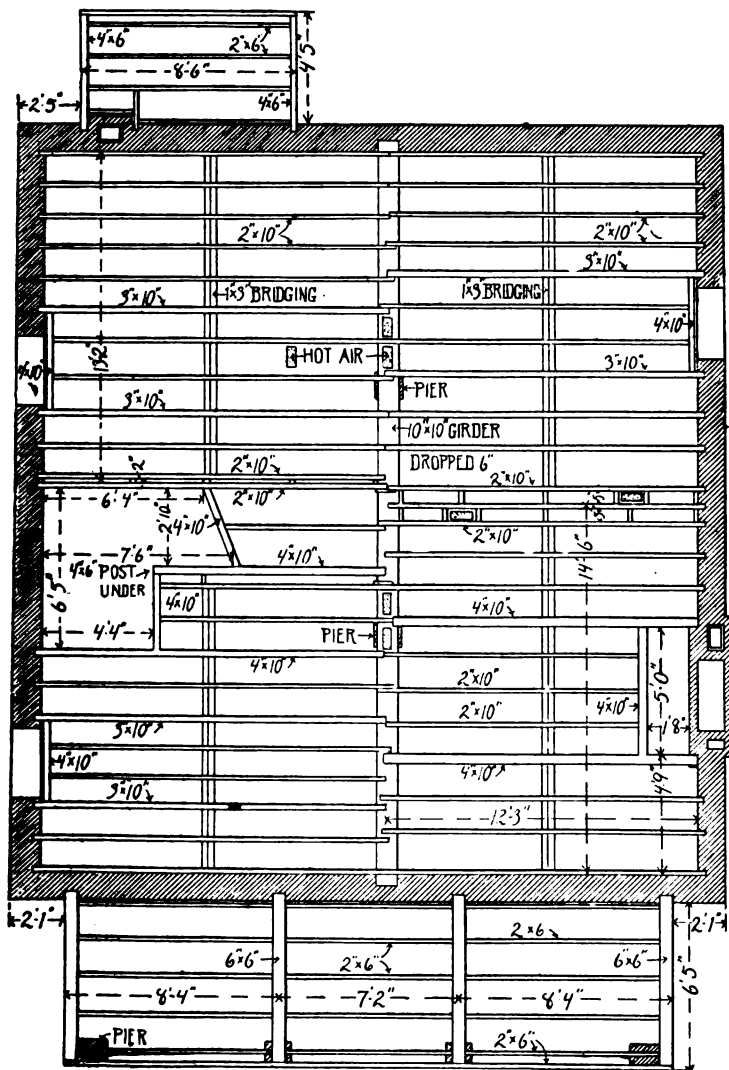 4"x6"
2"x6"
4'5"
8'-6"
4"x6"
2'5"
2"x10"
2"x10"
3"x10"
3"x10"
1"x3" BRIDGING
1"x3" BRIDGING
4"x10"
13'2"
HOT AIR
4"x10"
3"x10"
PIER
3"x10"
10"x10" GIRDER
DROPPED 6"
2"x10"
2"x10"
6'4"
2"x10"
2'10"
4"x10"
2"x10"
7'6"
4"x10"
14'-6"
4"x6" POST
UNDER
6'5"
4"x10"
4"x10"
4'4"
PIER
4"x10"
2"x10"
5'0"
2"x10"
4"x10"
1'8"
3"x10"
4"x10"
4"x10"
4'9"
3"x10"
12'3"
2'1"
2'1"
2x6
6"x6"
2"x6"
6"x6"
6'5"
8'-4"
7'2"
8'4"
PIER
2"x6"